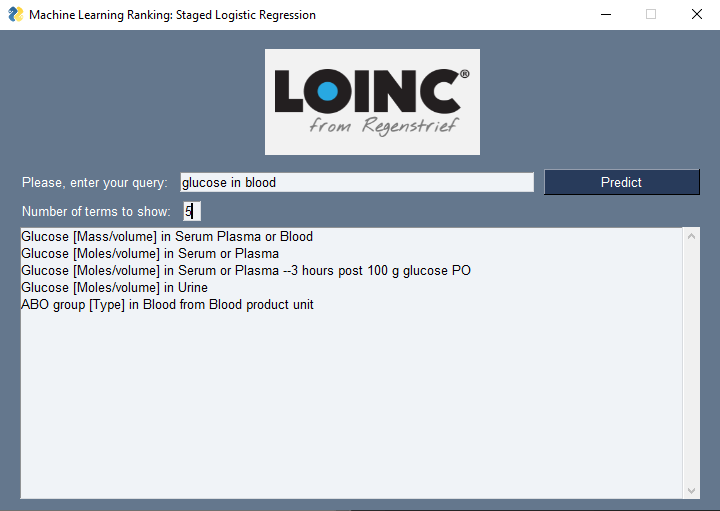 Machine Learning Ranking: Staged Logistic Regression
LOINC®
from Regenstrief
Please, enter your query: glucose in blood Predict
Number of terms to show: 5
Glucose [Mass/volume] in Serum Plasma or Blood
Glucose [Moles/volume] in Serum or Plasma
Glucose [Moles/volume] in Serum or Plasma --3 hours post 100 g glucose PO
Glucose [Moles/volume] in Urine
ABO group [Type] in Blood from Blood product unit